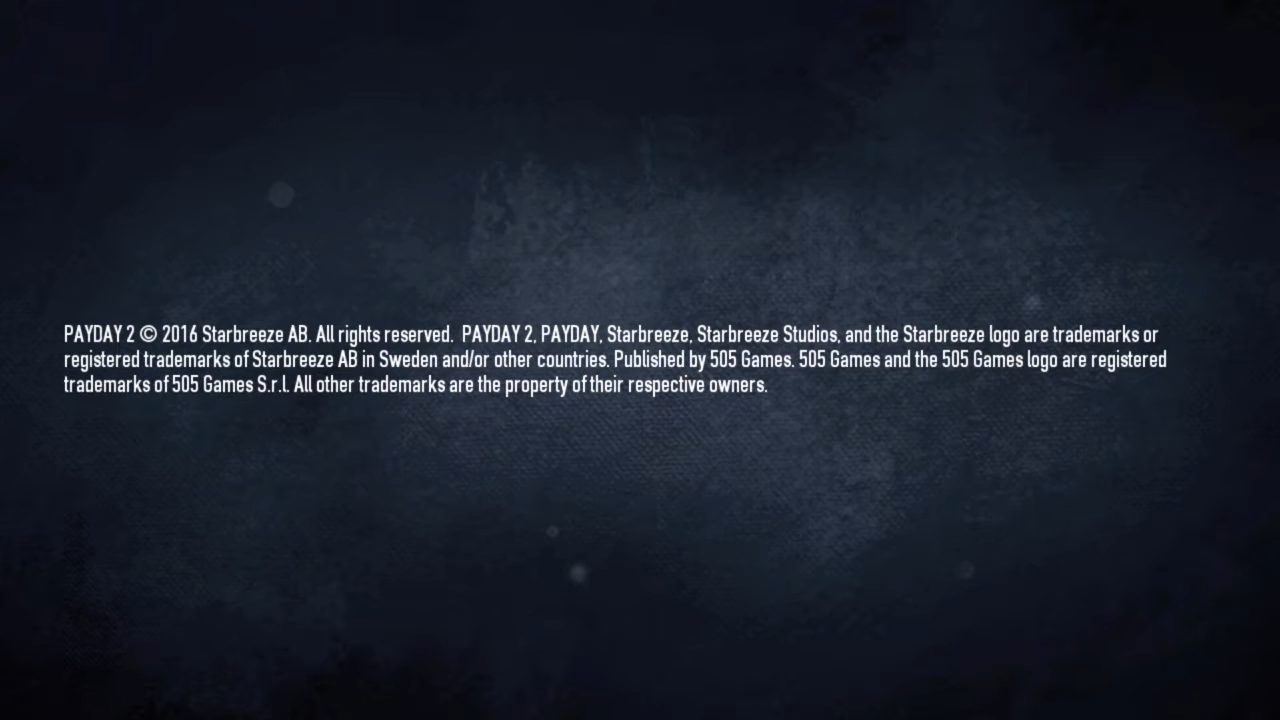 PAYDAY 2 © 2016 Starbreeze AB. All rights reserved.  PAYDAY 2, PAYDAY, Starbreeze, Starbreeze Studios, and the Starbreeze logo are trademarks or
registered trademarks of Starbreeze AB in Sweden and/or other countries. Published by 505 Games. 505 Games and the 505 Games logo are registered
trademarks of 505 Games S.r.l. All other trademarks are the property of their respective owners.